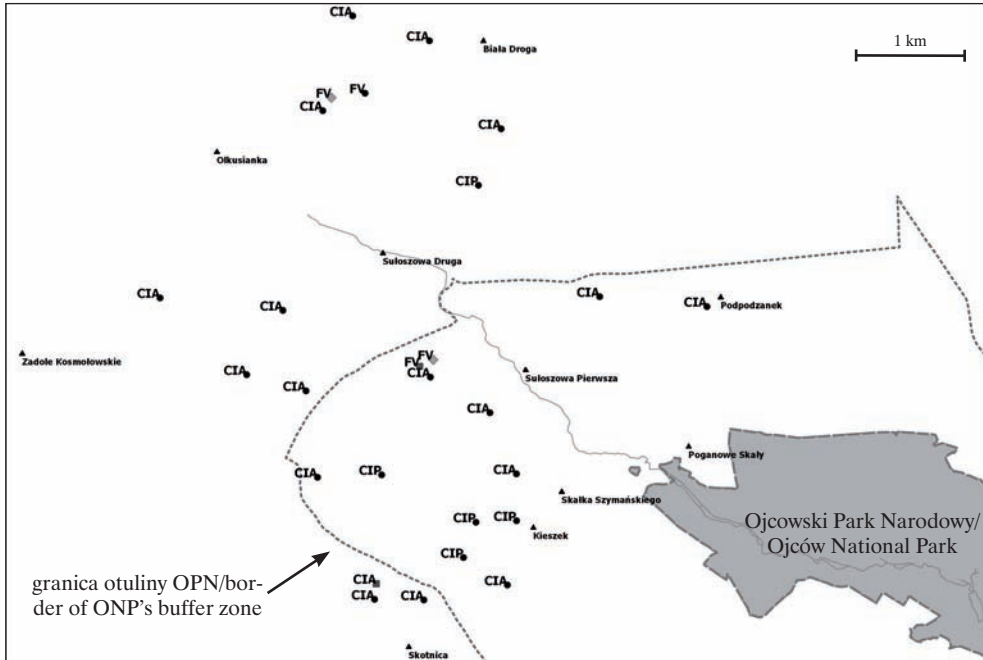 CIA
CIA
Biała Droga
1 km
FV
FV
CIA
CIA
Olkusianka
CIP
Sułoszowa Druga
CIA
CIA
CIA
CIA
Podpodzanek
Zadole Kosmołowskie
FV
FV
CIA
CIA
CIA
Sułoszowa Pierwsza
CIA
Poganowe Skały
CIA
CIP
CIA
Skałka Szymańskiego
CIP
CIP
Kieszek
Ojcowski Park Narodowy/
Ojców National Park
CIP
granica otuliny OPN/bor-
der of ONP's buffer zone
CIA
CIA
CIA
CIA
Skotnica